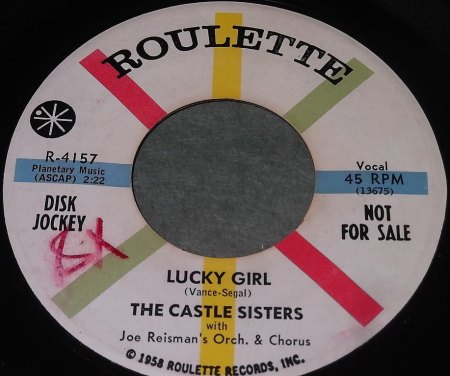 ROULETTE
R-4157
Planetary Music
(ASCAP) 2:22
DISK
JOCKEY
Vocal
45 RPM
(13675)
NOT
FOR SALE
LUCKY GIRL
(Vance-Segal)
THE CASTLE SISTERS
with
Joe Reisman's Orch. & Chorus
© 1958 ROULETTE RECORDS, INC.